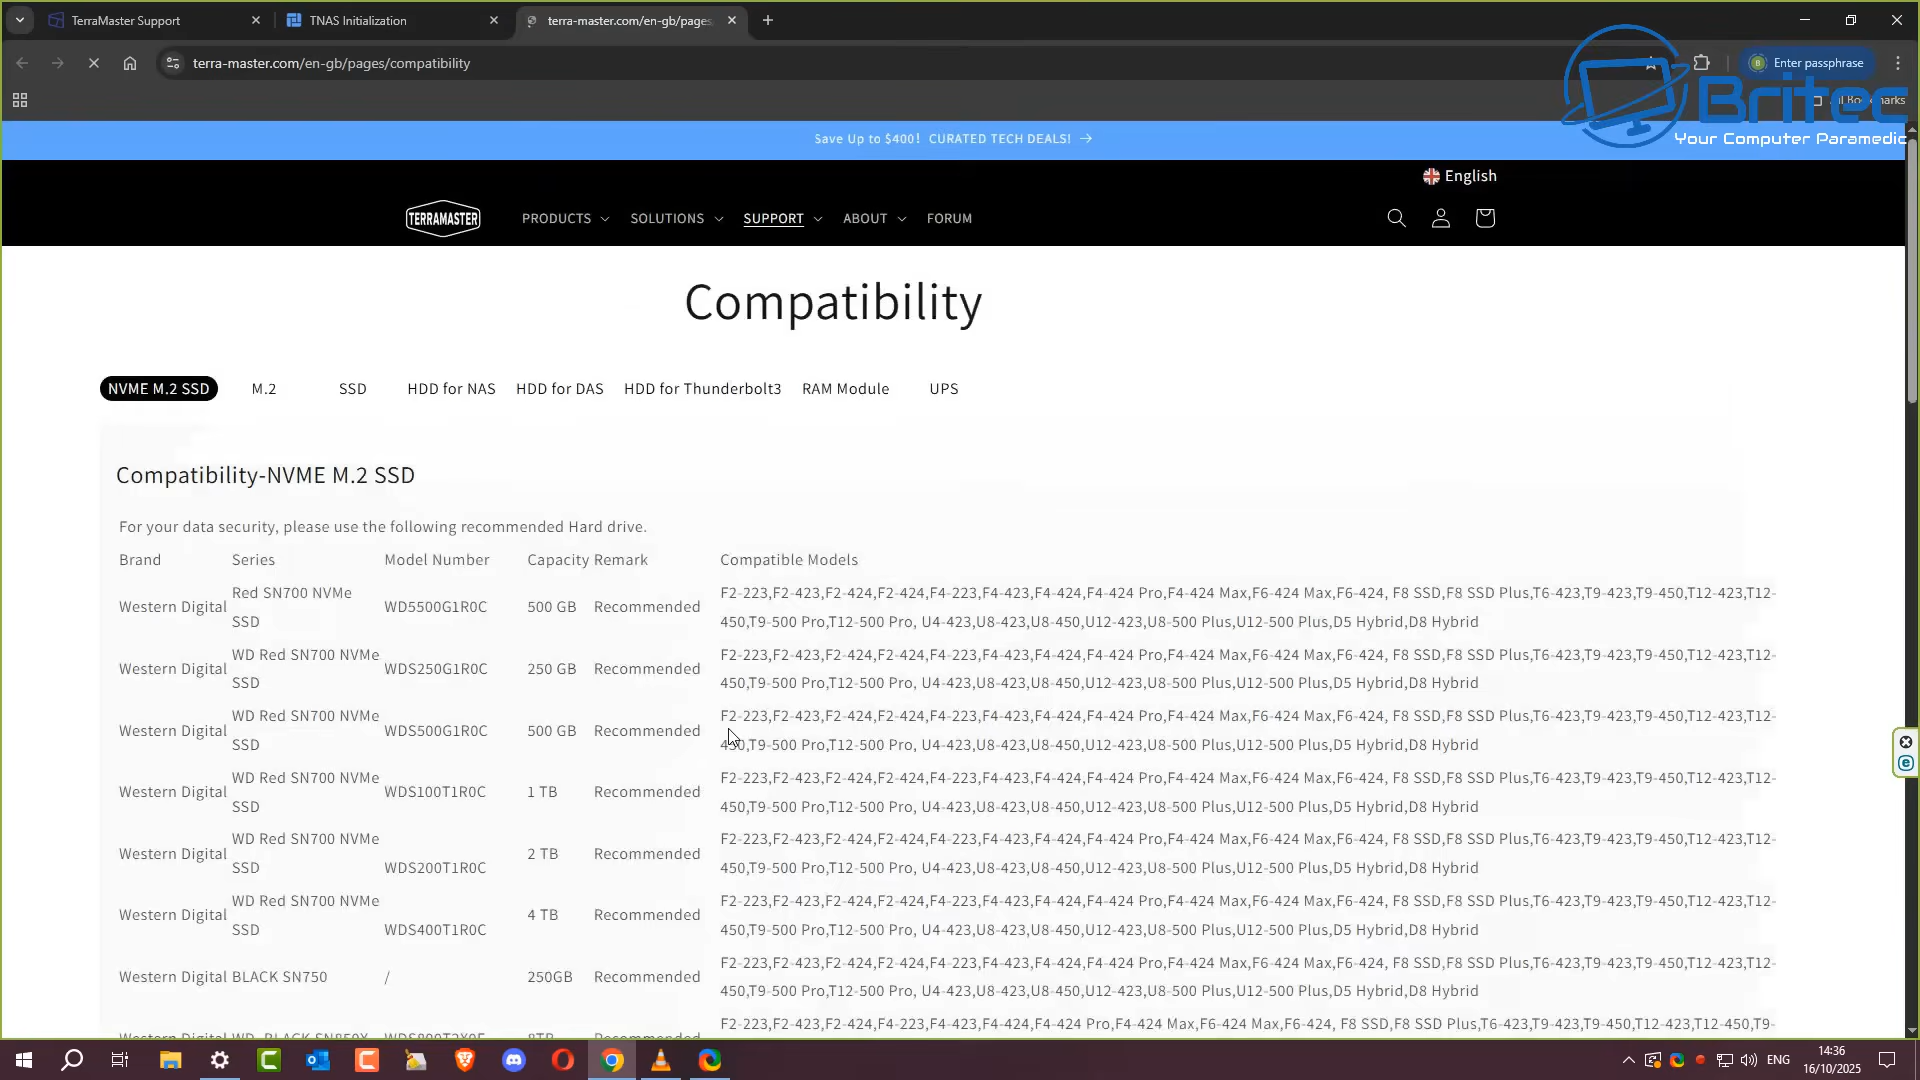 TerraMaster Support
TNAS Initialization
terra-master.com/en-gb/pages
terra-master.com/en-gb/pages/compatibility
Enter passphrase
Britec
Your Computer Paramedic
Save Up to $400! CURATED TECH DEALS! →
English
TERRAMASTER
PRODUCTS
SOLUTIONS
SUPPORT
ABOUT
FORUM
Compatibility
NVME M.2 SSD
M.2
SSD
HDD for NAS
HDD for DAS
HDD for Thunderbolt3
RAM Module
UPS
Compatibility-NVME M.2 SSD
For your data security, please use the following recommended Hard drive.
Brand Series Model Number Capacity Remark Compatible Models
Western Digital Red SN700 NVMe SSD WD5500G1R0C 500 GB Recommended F2-223,F2-423,F2-424,F2-424,F4-223,F4-423,F4-424,F4-424 Pro,F4-424 Max,F6-424 Max,F6-424, F8 SSD,F8 SSD Plus,T6-423,T9-423,T9-450,T12-423,T12-
450,T9-500 Pro,T12-500 Pro, U4-423,U8-423,U8-450,U12-423,U8-500 Plus,U12-500 Plus,D5 Hybrid,D8 Hybrid
Western Digital WD Red SN700 NVMe SSD WDS250G1R0C 250 GB Recommended F2-223,F2-423,F2-424,F2-424,F4-223,F4-423,F4-424,F4-424 Pro,F4-424 Max,F6-424 Max,F6-424, F8 SSD,F8 SSD Plus,T6-423,T9-423,T9-450,T12-423,T12-
450,T9-500 Pro,T12-500 Pro, U4-423,U8-423,U8-450,U12-423,U8-500 Plus,U12-500 Plus,D5 Hybrid,D8 Hybrid
Western Digital WD Red SN700 NVMe SSD WDS500G1R0C 500 GB Recommended F2-223,F2-423,F2-424,F2-424,F4-223,F4-423,F4-424,F4-424 Pro,F4-424 Max,F6-424 Max,F6-424, F8 SSD,F8 SSD Plus,T6-423,T9-423,T9-450,T12-423,T12-
450,T9-500 Pro,T12-500 Pro, U4-423,U8-423,U8-450,U12-423,U8-500 Plus,U12-500 Plus,D5 Hybrid,D8 Hybrid
Western Digital WD Red SN700 NVMe SSD WDS100T1R0C 1 TB Recommended F2-223,F2-423,F2-424,F2-424,F4-223,F4-423,F4-424,F4-424 Pro,F4-424 Max,F6-424 Max,F6-424, F8 SSD,F8 SSD Plus,T6-423,T9-423,T9-450,T12-423,T12-
450,T9-500 Pro,T12-500 Pro, U4-423,U8-423,U8-450,U12-423,U8-500 Plus,U12-500 Plus,D5 Hybrid,D8 Hybrid
Western Digital WD Red SN700 NVMe SSD WDS200T1R0C 2 TB Recommended F2-223,F2-423,F2-424,F2-424,F4-223,F4-423,F4-424,F4-424 Pro,F4-424 Max,F6-424 Max,F6-424, F8 SSD,F8 SSD Plus,T6-423,T9-423,T9-450,T12-423,T12-
450,T9-500 Pro,T12-500 Pro, U4-423,U8-423,U8-450,U12-423,U8-500 Plus,U12-500 Plus,D5 Hybrid,D8 Hybrid
Western Digital WD Red SN700 NVMe SSD WDS400T1R0C 4 TB Recommended F2-223,F2-423,F2-424,F2-424,F4-223,F4-423,F4-424,F4-424 Pro,F4-424 Max,F6-424 Max,F6-424, F8 SSD,F8 SSD Plus,T6-423,T9-423,T9-450,T12-423,T12-
450,T9-500 Pro,T12-500 Pro, U4-423,U8-423,U8-450,U12-423,U8-500 Plus,U12-500 Plus,D5 Hybrid,D8 Hybrid
Western Digital BLACK SN750 / 250GB Recommended F2-223,F2-423,F2-424,F2-424,F4-223,F4-423,F4-424,F4-424 Pro,F4-424 Max,F6-424 Max,F6-424, F8 SSD,F8 SSD Plus,T6-423,T9-423,T9-450,T12-423,T12-
450,T9-500 Pro,T12-500 Pro, U4-423,U8-423,U8-450,U12-423,U8-500 Plus,U12-500 Plus,D5 Hybrid,D8 Hybrid
F2-223,F2-423,F2-424,F4-223,F4-423,F4-424,F4-424 Pro,F4-424 Max,F6-424 Max,F6-424, F8 SSD,F8 SSD Plus,T6-423,T9-423,T9-450,T12-423,T12-450,T9-
ENG
14:36
16/10/2025